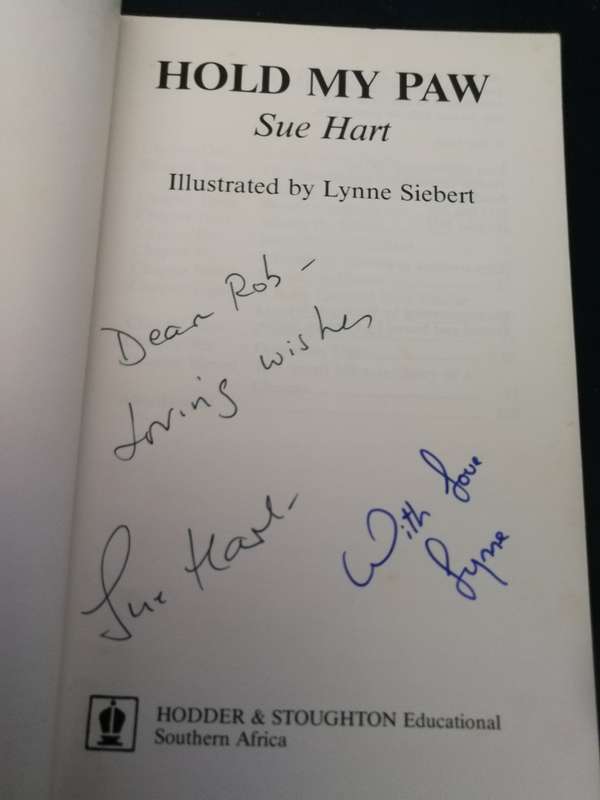 HOLD MY PAW
Sue Hart
Illustrated by Lynne Siebert
Dear Rob –
Loving wishes
Sue Hart
With Love
Lynne
HODDER & STOUGHTON Educational
Southern Africa